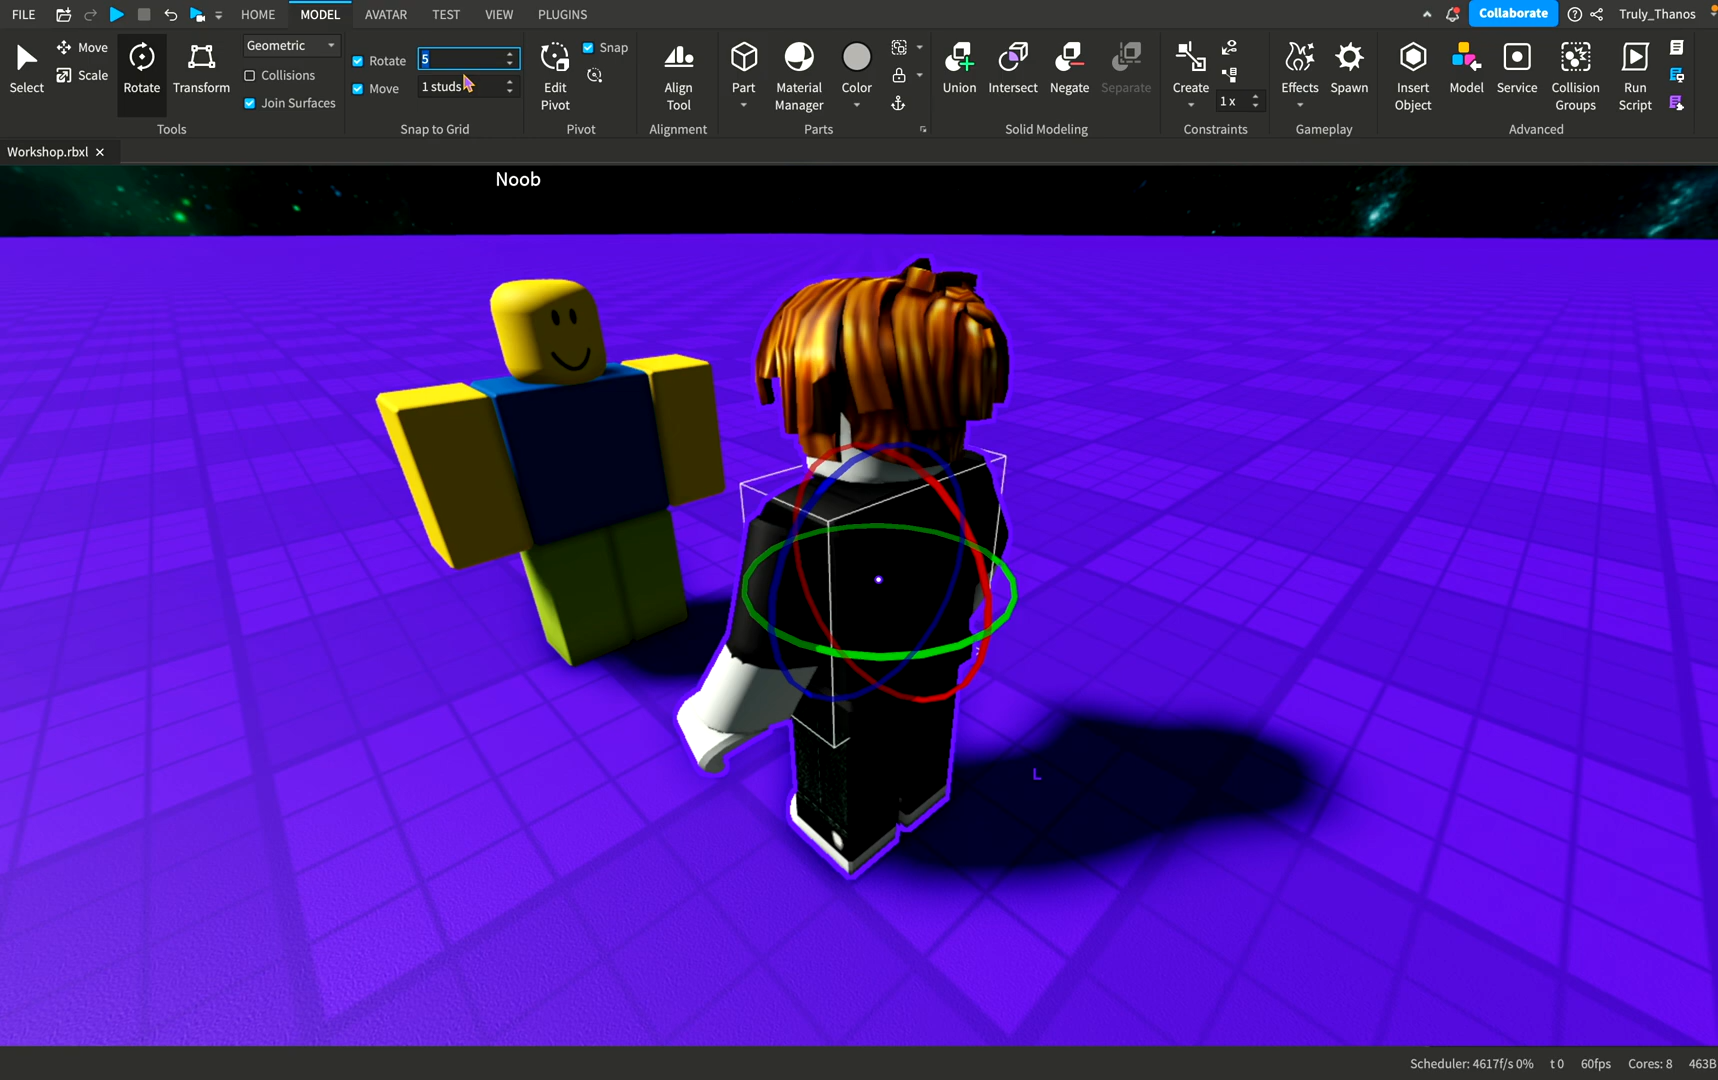 FILE HOME MODEL AVATAR TEST VIEW PLUGINS Collaborate Truly_Thanos
Select
Move
Scale
Rotate
Transform
Geometric
Collisions
Join Surfaces
Tools
Rotate 5
Move 1 studs
Snap to Grid
Edit
Pivot
Snap
Pivot
Align
Tool
Alignment
Part
Material
Manager
Color
Parts
Union
Intersect
Negate
Separate
Solid Modeling
Create
1 x
Constraints
Effects
Spawn
Gameplay
Insert
Object
Model
Service
Collision
Groups
Run
Script
Advanced
Workshop.rbxl
Noob
L
Scheduler: 4617f/s 0% t 0 60fps Cores: 8 463B